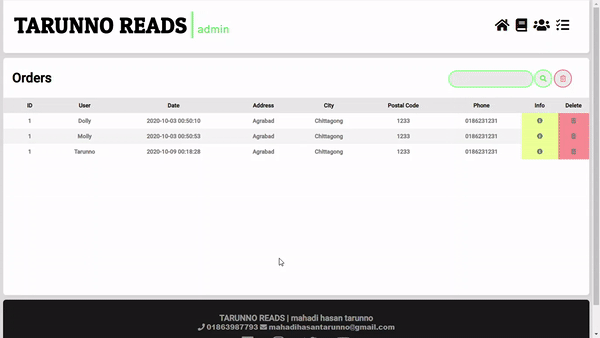 TARUNNO READS admin
Orders
ID User Date Address City Postal Code Phone Info Delete
1 Dolly 2020-10-03 00:50:10 Agrabad Chittagong 1233 0186231231
1 Molly 2020-10-03 00:50:53 Agrabad Chittagong 1233 0186231231
1 Tarunno 2020-10-09 00:18:28 Agrabad Chittagong 1233 0186231231
TARUNNO READS | mahadi hasan tarunno
01863987793 mahadihasantarunno@gmail.com